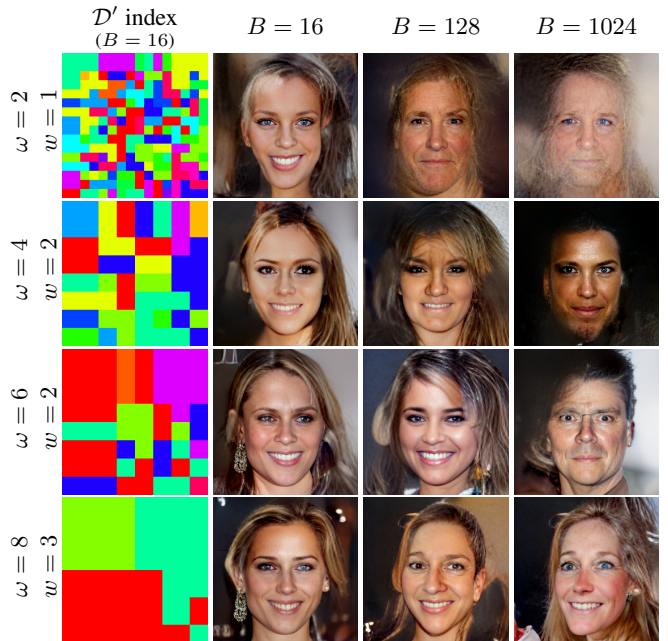 𝒟′ index
(B = 16)
B = 16
B = 128
B = 1024
ω = 2
w = 1
ω = 4
w = 2
ω = 6
w = 2
ω = 8
w = 3